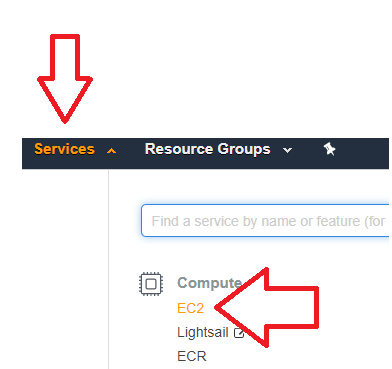 Services Resource Groups
Find a service by name or feature (for
Compute
EC2
Lightsail
ECR